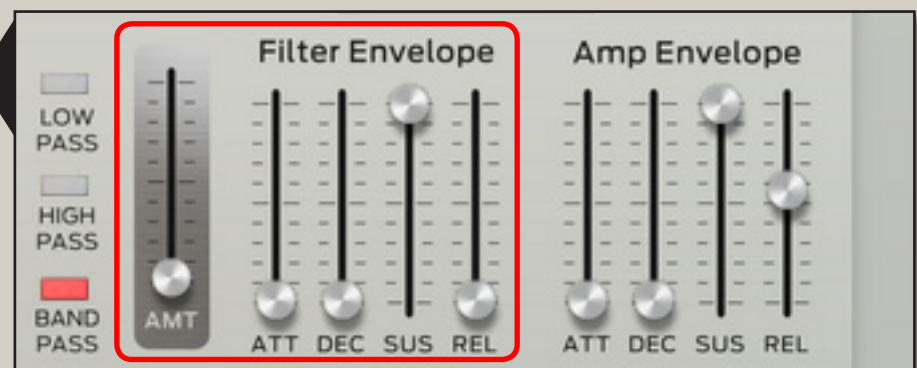 LOW
PASS
HIGH
PASS
BAND
PASS
AMT
Filter Envelope
ATT DEC SUS REL
Amp Envelope
ATT DEC SUS REL